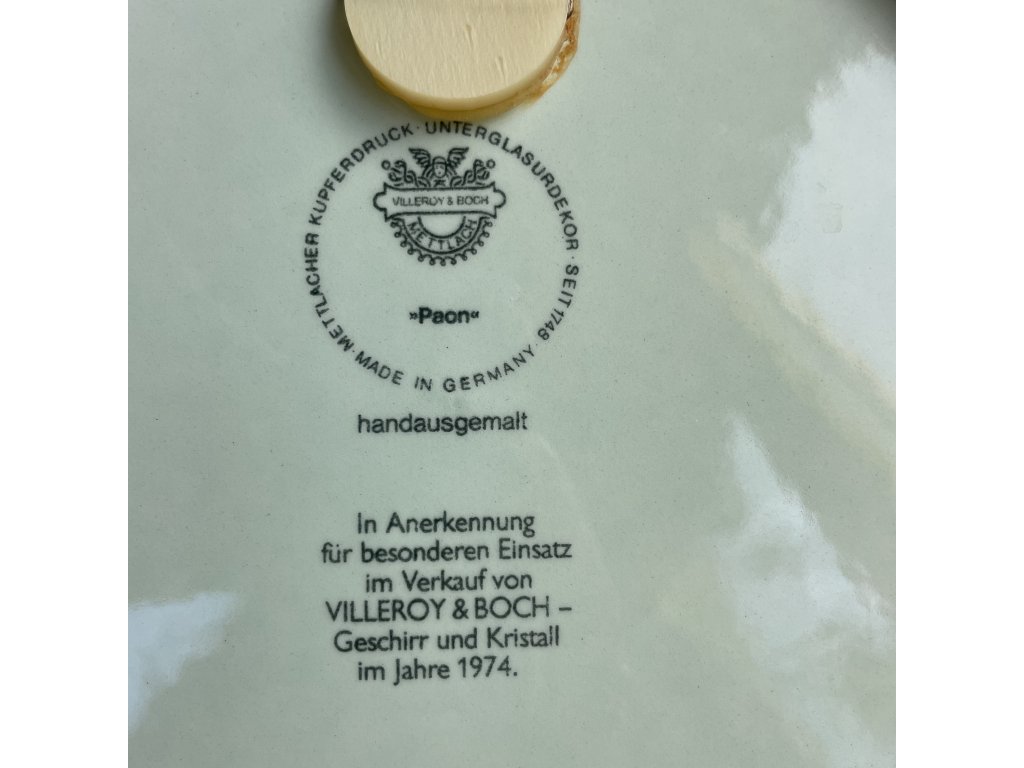 METTLACHER KUPFERDRUCK · UNTERGLASURDEKOR · SEIT 1748 ·
MADE IN GERMANY ·
VILLEROY & BOCH
METTLACH
»Paon«
handausgemalt
In Anerkennung
für besonderen Einsatz
im Verkauf von
VILLEROY & BOCH –
Geschirr und Kristall
im Jahre 1974.